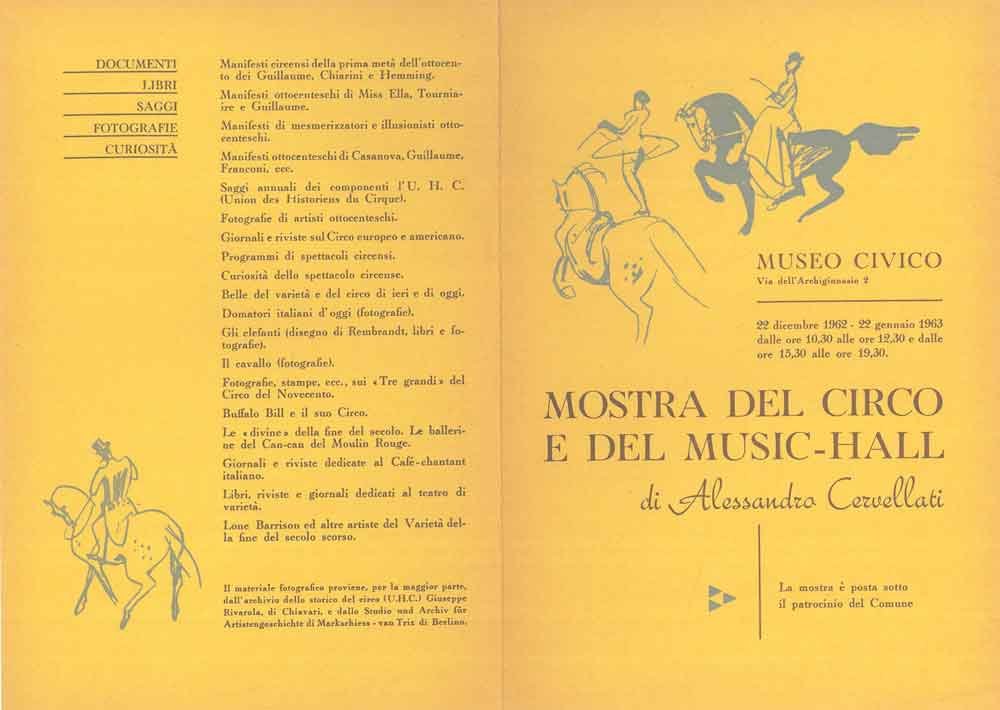 DOCUMENTI
LIBRI
SAGGI
FOTOGRAFIE
CURIOSITÀ
Manifesti circensi della prima metà dell'ottocen-
to dei Guillaume, Chiarini e Hemming.
Manifesti ottocenteschi di Miss Ella, Tournia-
ire e Guillaume.
Manifesti di mesmerizzatori e illusionisti otto-
centeschi.
Manifesti ottocenteschi di Casanova, Guillaume,
Franconi, ecc.
Saggi annuali dei componenti l'U. H. C.
(Union des Historiens du Cirque).
Fotografie di artisti ottocenteschi.
Giornali e riviste sul Circo europeo e americano.
Programmi di spettacoli circensi.
Curiosità dello spettacolo circense.
Belle del varietà e del circo di ieri e di oggi.
Domatori italiani d'oggi (fotografie).
Gli elefanti (disegno di Rembrandt, libri e fo-
tografie).
Il cavallo (fotografie).
Fotografie, stampe, ecc., sui «Tre grandi» del
Circo del Novecento.
Buffalo Bill e il suo Circo.
Le «divine» della fine del secolo. Le balleri-
ne del Can-can del Moulin Rouge.
Giornali e riviste dedicate al Cafè-chantant
italiano.
Libri, riviste e giornali dedicati al teatro di
varietà.
Lone Barrison ed altre artiste del Varietà del-
la fine del secolo scorso.
Il materiale fotografico proviene, per la maggior parte,
dall'archivio dello storico del circo (U.H.C.) Giuseppe
Rivarola, di Chiavari, e dallo Studio und Archiv für
Artistengeschichte di Markschiess - van Trix di Berlino.
MUSEO CIVICO
Via dell'Archiginnasio 2
22 dicembre 1962 - 22 gennaio 1963
dalle ore 10,30 alle ore 12,30 e dalle
ore 15,30 alle ore 19,30.
MOSTRA DEL CIRCO
E DEL MUSIC-HALL
di Alessandro Cervellati
La mostra è posta sotto
il patrocinio del Comune